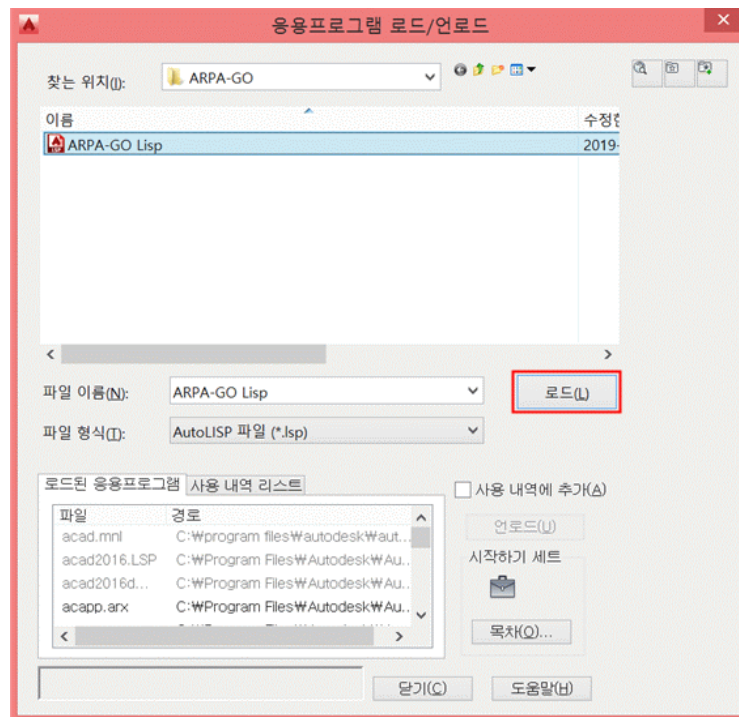 응용프로그램 로드/언로드
찾는 위치(I): ARPA-GO
이름 수정한
ARPA-GO Lisp 2019-
파일 이름(N): ARPA-GO Lisp 로드(L)
파일 형식(T): AutoLISP 파일 (*.lsp)
로드된 응용프로그램 사용 내역 리스트 사용 내역에 추가(A)
파일 경로
언로드(U)
acad.mnl C:₩program files₩autodesk₩aut...
acad2016.LSP C:₩Program Files₩Autodesk₩Au...
시작하기 세트
acad2016d... C:₩Program Files₩Autodesk₩Au...
acapp.arx C:₩Program Files₩Autodesk₩Au...
목차(O)...
닫기(C) 도움말(H)